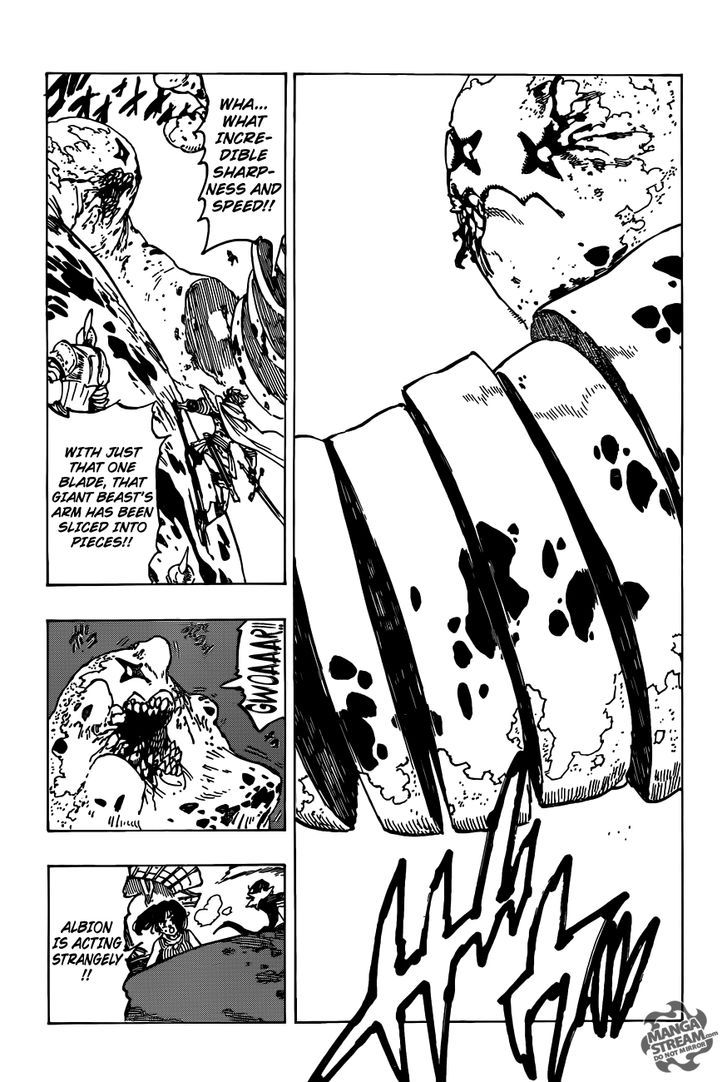 WHA...
WHAT
INCRE-
DIBLE
SHARP-
NESS AND
SPEED!!
WITH JUST
THAT ONE
BLADE, THAT
GIANT BEAST'S
ARM HAS BEEN
SLICED INTO
PIECES!!
GWOAAAR!!!
ALBION
IS ACTING
STRANGELY
!!
MANGA
STREAM.COM
DO NOT MIRROR